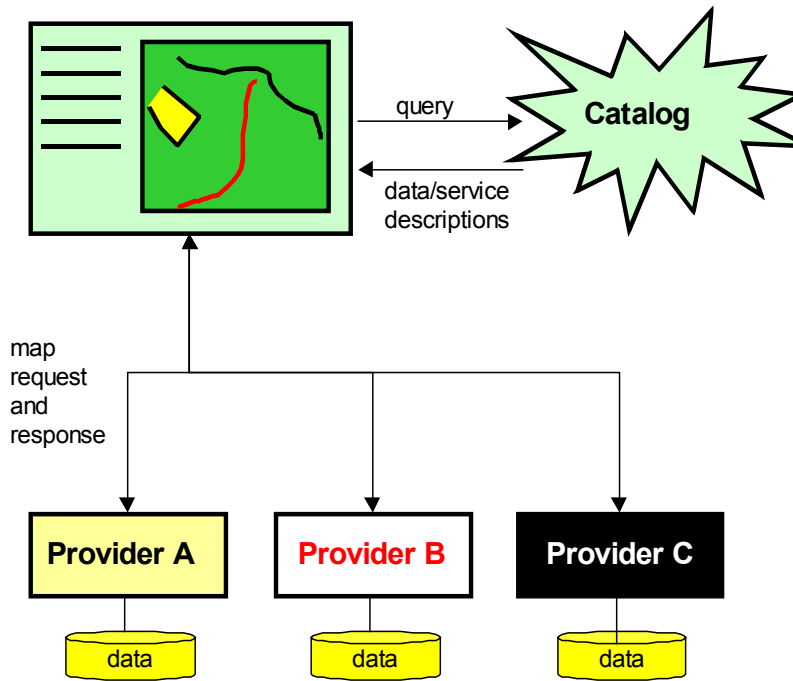 query
Catalog
data/service
descriptions
map
request
and
response
Provider A
Provider B
Provider C
data
data
data